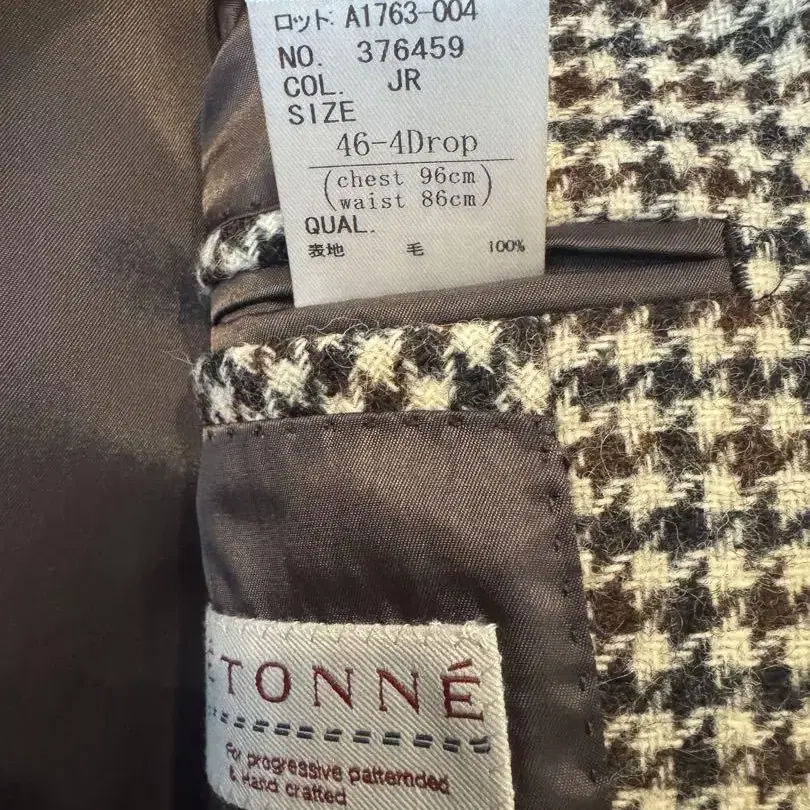 ロット: A1763-004
NO. 376459
COL. JR
SIZE
46-4Drop
(chest 96cm
waist 86cm)
QUAL.
表地 毛 100%
ÉTONNÉ
For progressive patternded
& Hand crafted